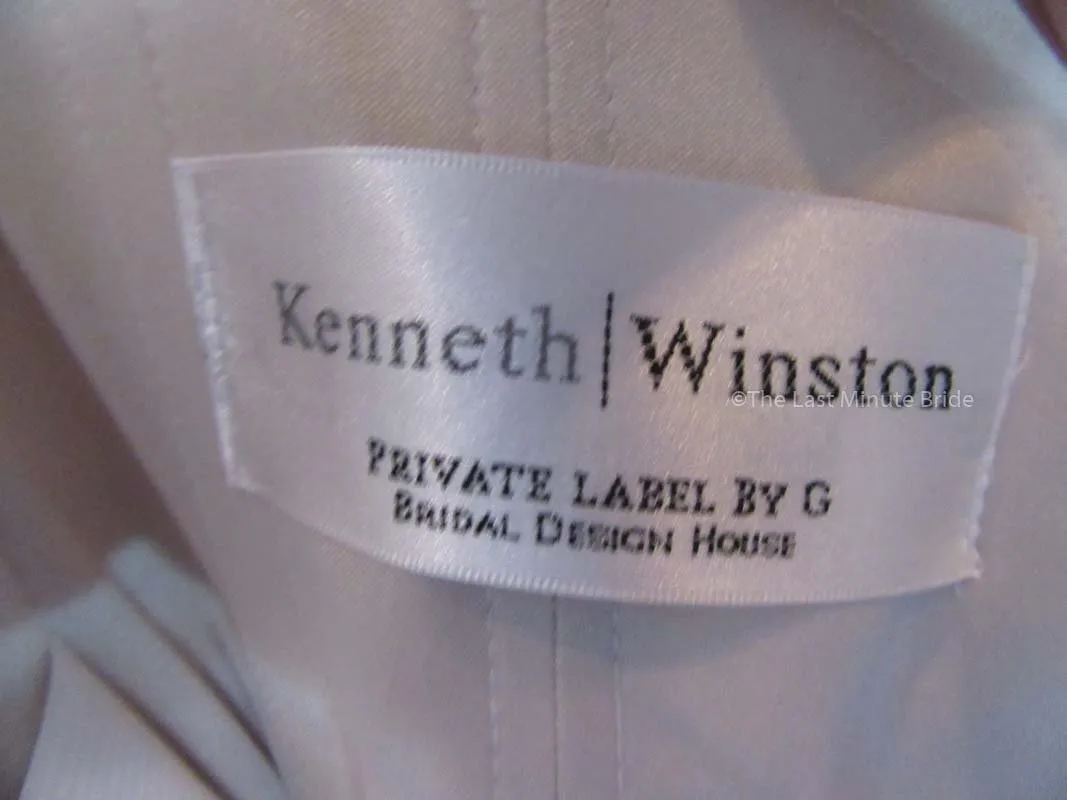 Kenneth | Winston
©The Last Minute Bride
PRIVATE LABEL BY G
BRIDAL DESIGN HOUSE